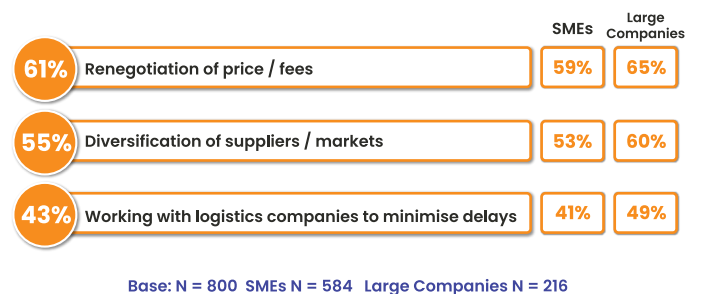 SMEs Large Companies
61% Renegotiation of price / fees 59% 65%
55% Diversification of suppliers / markets 53% 60%
43% Working with logistics companies to minimise delays 41% 49%
Base: N = 800 SMEs N = 584 Large Companies N = 216